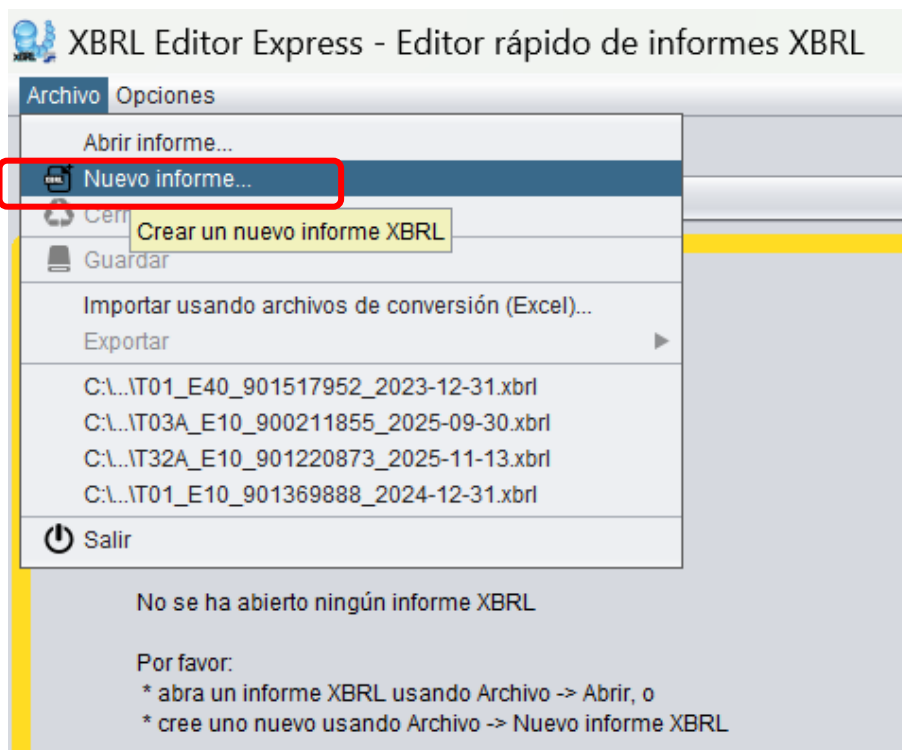 XBRL Editor Express - Editor rápido de informes XBRL
Archivo Opciones
Abrir informe...
Nuevo informe...
Crear un nuevo informe XBRL
Guardar
Importar usando archivos de conversión (Excel)...
Exportar
C:\...\T01_E40_901517952_2023-12-31.xbrl
C:\...\T03A_E10_900211855_2025-09-30.xbrl
C:\...\T32A_E10_901220873_2025-11-13.xbrl
C:\...\T01_E10_901369888_2024-12-31.xbrl
Salir
No se ha abierto ningún informe XBRL
Por favor:
* abra un informe XBRL usando Archivo -> Abrir, o
* cree uno nuevo usando Archivo -> Nuevo informe XBRL